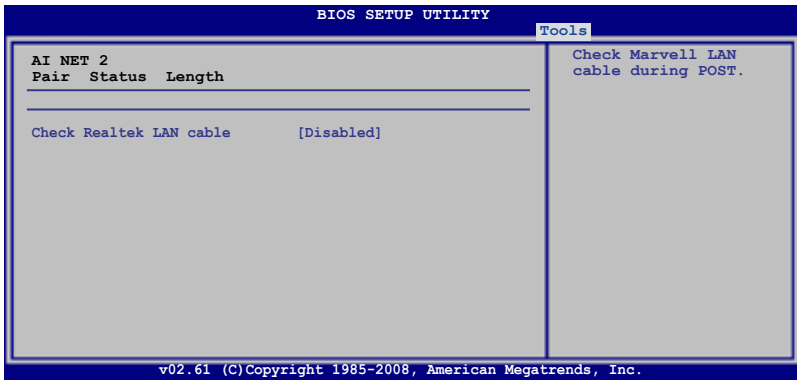 BIOS SETUP UTILITY
Tools
AI NET 2
Pair Status Length
Check Realtek LAN cable [Disabled]
Check Marvell LAN
cable during POST.
v02.61 (C)Copyright 1985-2008, American Megatrends, Inc.